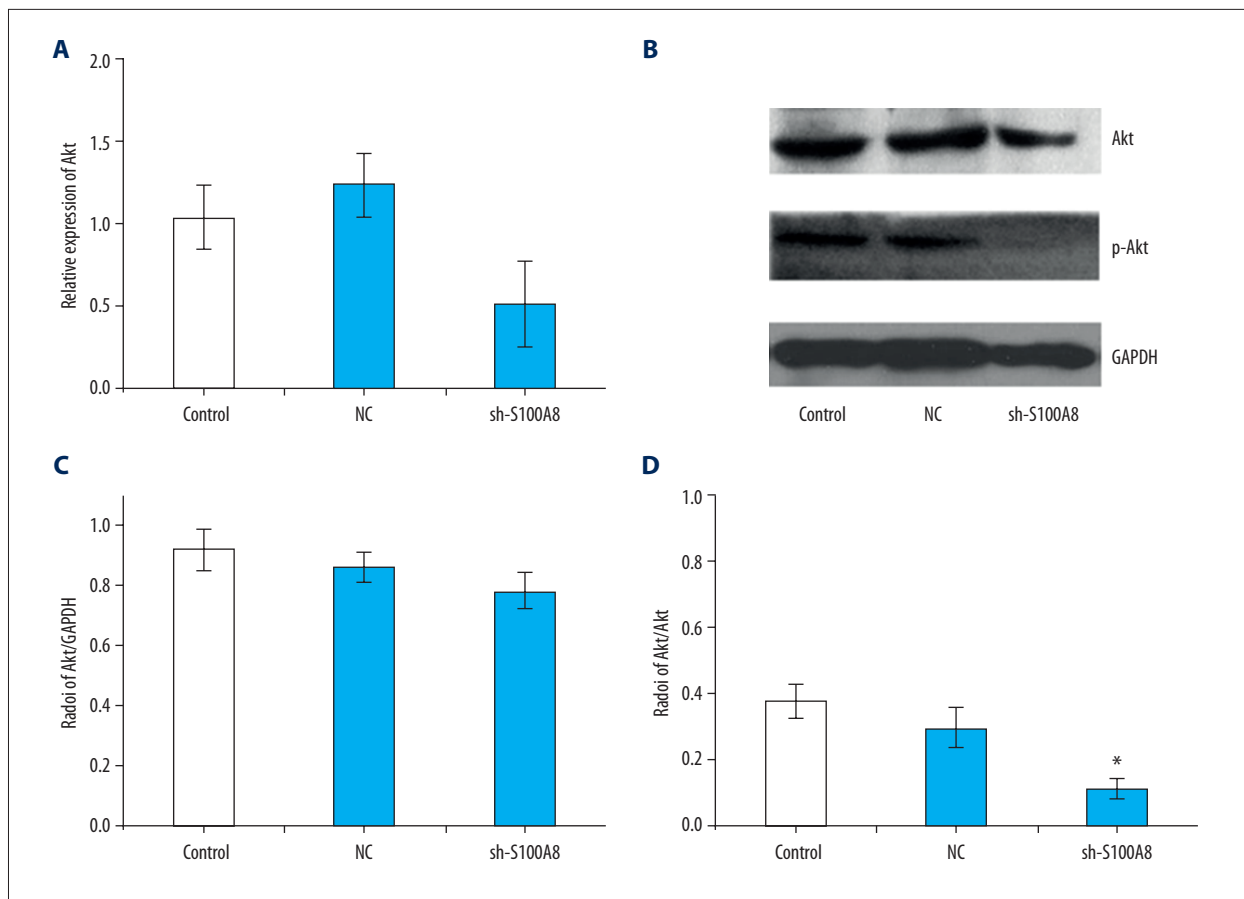 A
Relative expression of Akt
2.0
1.5
1.0
0.5
0.0
Control NC sh-S100A8
B
Akt
p-Akt
GAPDH
Control NC sh-S100A8
C
Radoi of Akt/GAPDH
1.0
0.8
0.6
0.4
0.2
0.0
Control NC sh-S100A8
D
Radoi of Akt/Akt
1.0
0.8
0.6
0.4
0.2
0.0
*
Control NC sh-S100A8